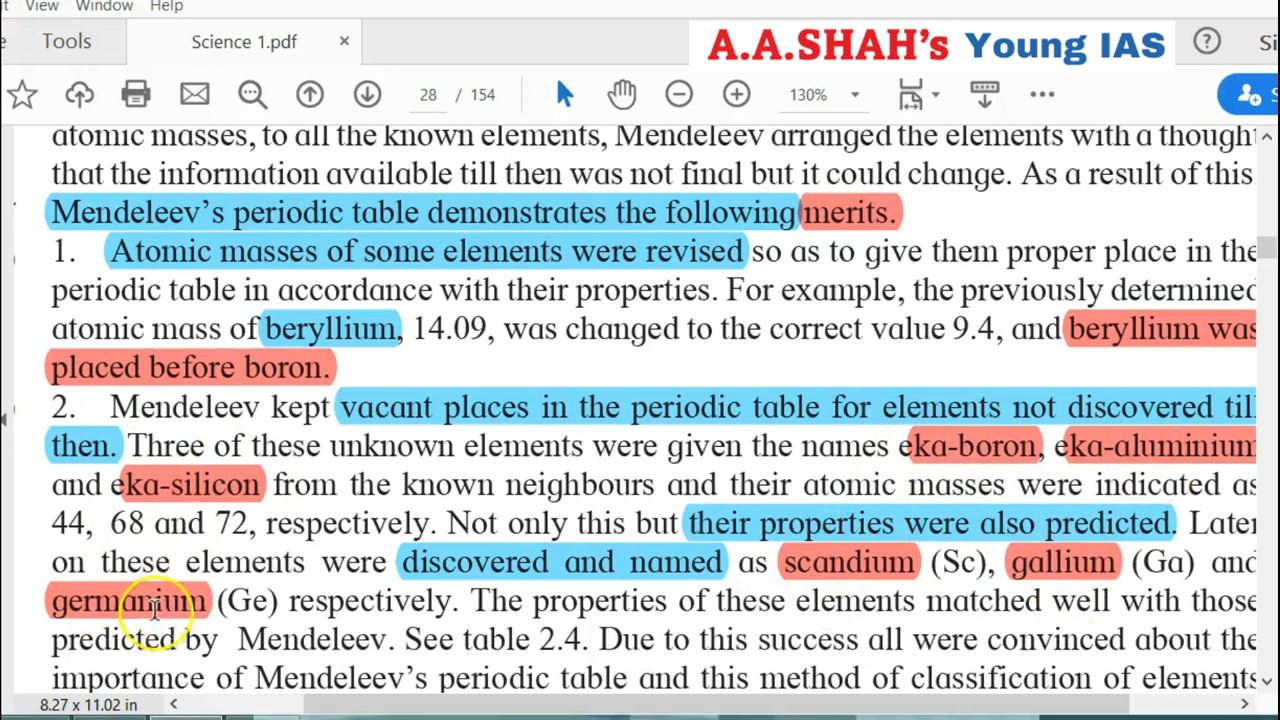 View Window Help
Tools
Science 1.pdf ×
A.A.SHAH's Young IAS
?
Si
28 / 154
130%
atomic masses, to all the known elements, Mendeleev arranged the elements with a thought
that the information available till then was not final but it could change. As a result of this
Mendeleev's periodic table demonstrates the following merits.
1. Atomic masses of some elements were revised so as to give them proper place in the
periodic table in accordance with their properties. For example, the previously determined
atomic mass of beryllium, 14.09, was changed to the correct value 9.4, and beryllium was
placed before boron.
2. Mendeleev kept vacant places in the periodic table for elements not discovered till
then. Three of these unknown elements were given the names eka-boron, eka-aluminium
and eka-silicon from the known neighbours and their atomic masses were indicated as
44, 68 and 72, respectively. Not only this but their properties were also predicted. Later
on these elements were discovered and named as scandium (Sc), gallium (Ga) and
germanium (Ge) respectively. The properties of these elements matched well with those
predicted by Mendeleev. See table 2.4. Due to this success all were convinced about the
importance of Mendeleev's periodic table and this method of classification of elements
8.27 x 11.02 in